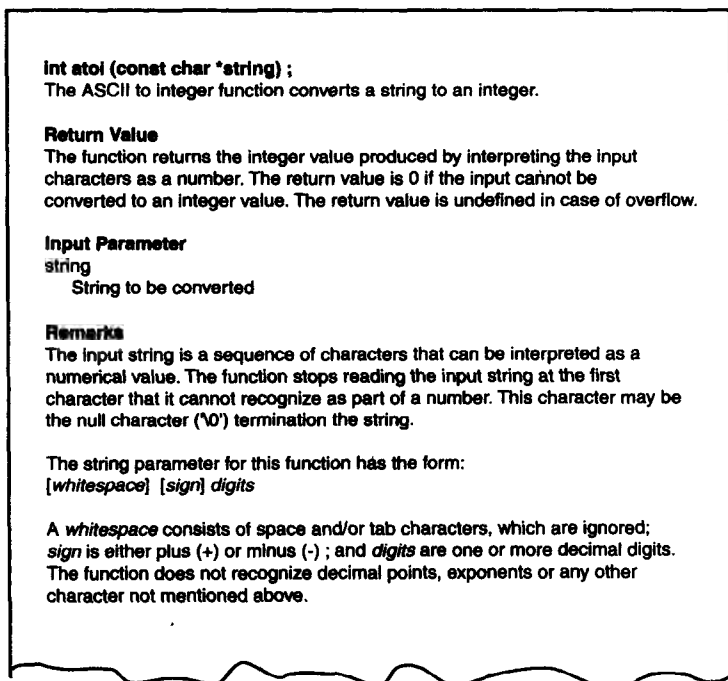 int atoi (const char *string) ;
The ASCII to integer function converts a string to an integer.
Return Value
The function returns the integer value produced by interpreting the input
characters as a number. The return value is 0 if the input cannot be
converted to an integer value. The return value is undefined in case of overflow.
Input Parameter
string
String to be converted
Remarks
The input string is a sequence of characters that can be interpreted as a
numerical value. The function stops reading the input string at the first
character that it cannot recognize as part of a number. This character may be
the null character ('\0') termination the string.
The string parameter for this function has the form:
[whitespace] [sign] digits
A whitespace consists of space and/or tab characters, which are ignored;
sign is either plus (+) or minus (-) ; and digits are one or more decimal digits.
The function does not recognize decimal points, exponents or any other
character not mentioned above.